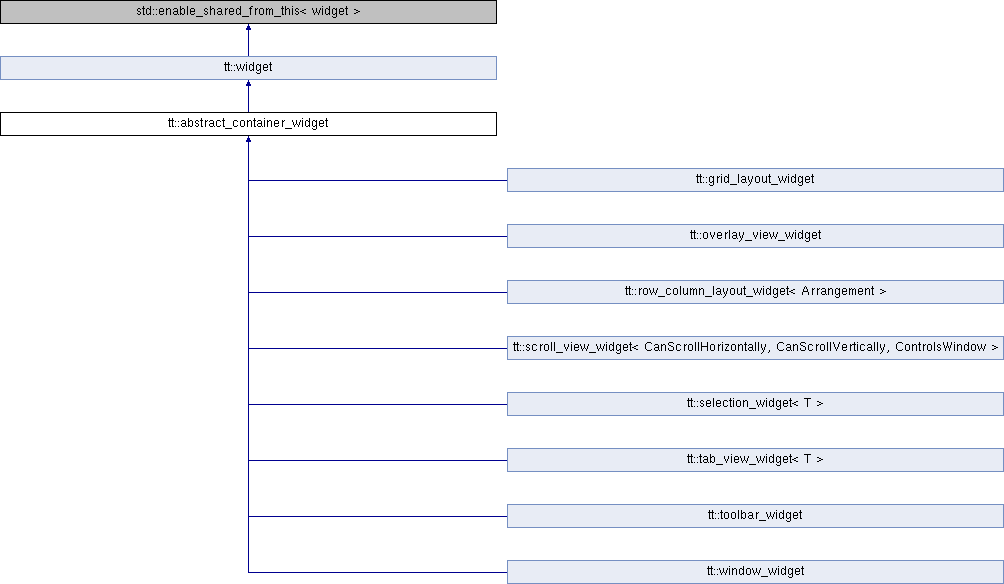 std::enable_shared_from_this< widget >
tt::widget
tt::abstract_container_widget
tt::grid_layout_widget
tt::overlay_view_widget
tt::row_column_layout_widget< Arrangement >
tt::scroll_view_widget< CanScrollHorizontally, CanScrollVertically, ControlsWindow >
tt::selection_widget< T >
tt::tab_view_widget< T >
tt::toolbar_widget
tt::window_widget